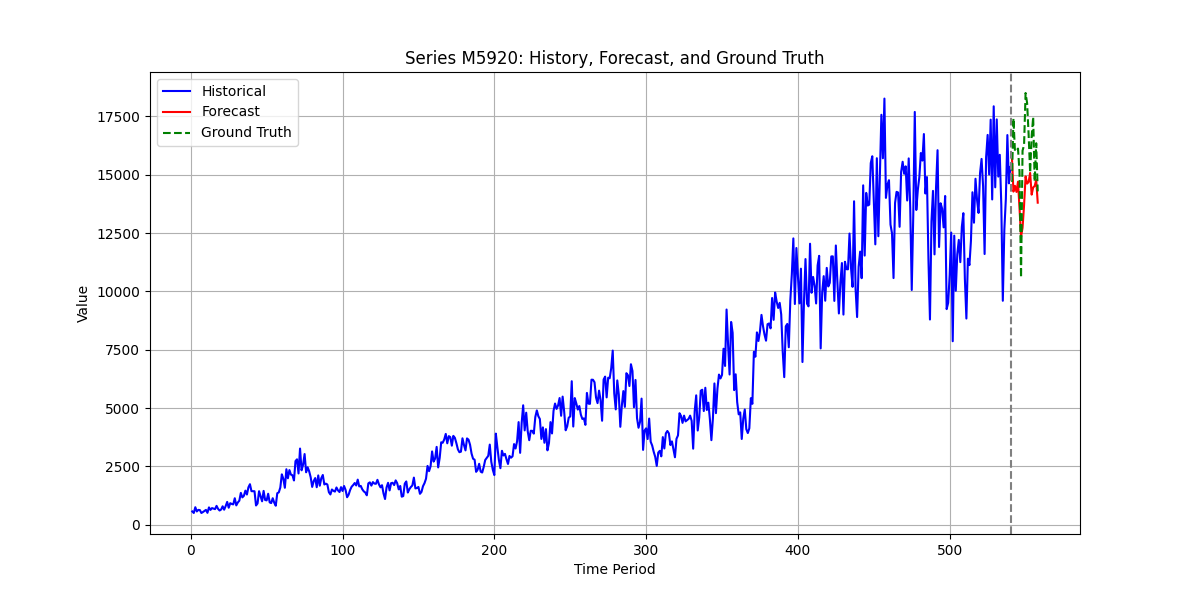 Series M5920: History, Forecast, and Ground Truth
Historical
Forecast
Ground Truth
17500
15000
12500
10000
7500
5000
2500
0
Value
0 100 200 300 400 500
Time Period